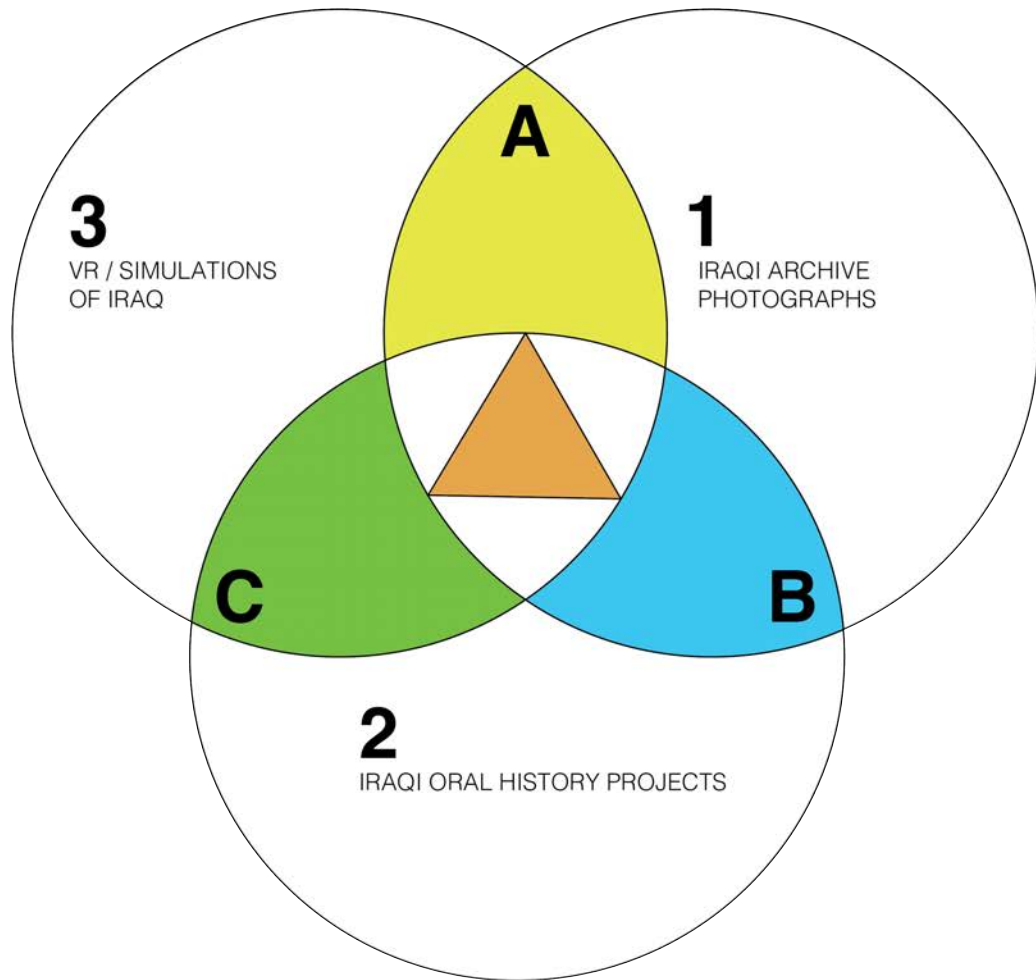 A
3
VR / SIMULATIONS
OF IRAQ
1
IRAQI ARCHIVE
PHOTOGRAPHS
C
B
2
IRAQI ORAL HISTORY PROJECTS